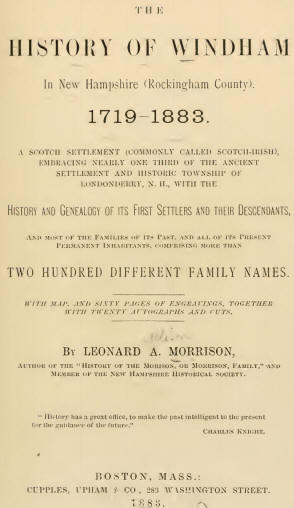 THE
HISTORY OF WINDHAM
In New Hampshire (Rockingham County).
1719-1883.
A SCOTCH SETTLEMENT (COMMONLY CALLED SCOTCH-IRISH),
EMBRACING NEARLY ONE THIRD OF THE ANCIENT
SETTLEMENT AND HISTORIC TOWNSHIP OF
LONDONDERRY, N. H., WITH THE
HISTORY AND GENEALOGY OF ITS FIRST SETTLERS AND THEIR DESCENDANTS,
AND MOST OF THE FAMILIES OF ITS PAST, AND ALL OF ITS PRESENT
PERMANENT INHABITANTS, COMPRISING MORE THAN
TWO HUNDRED DIFFERENT FAMILY NAMES.
WITH MAP, AND SIXTY PAGES OF ENGRAVINGS, TOGETHER
WITH TWENTY AUTOGRAPHS AND CUTS.
BY LEONARD A. MORRISON,
AUTHOR OF THE "HISTORY OF THE MORISON, OR MORRISON, FAMILY," AND
MEMBER OF THE NEW HAMPSHIRE HISTORICAL SOCIETY.
"History has a great office, to make the past intelligent to the present
for the guidance of the future."
CHARLES KNIGHT.
BOSTON, MASS.:
CUPPLES, UPHAM & CO, 283 WASHINGTON STREET.
1883.